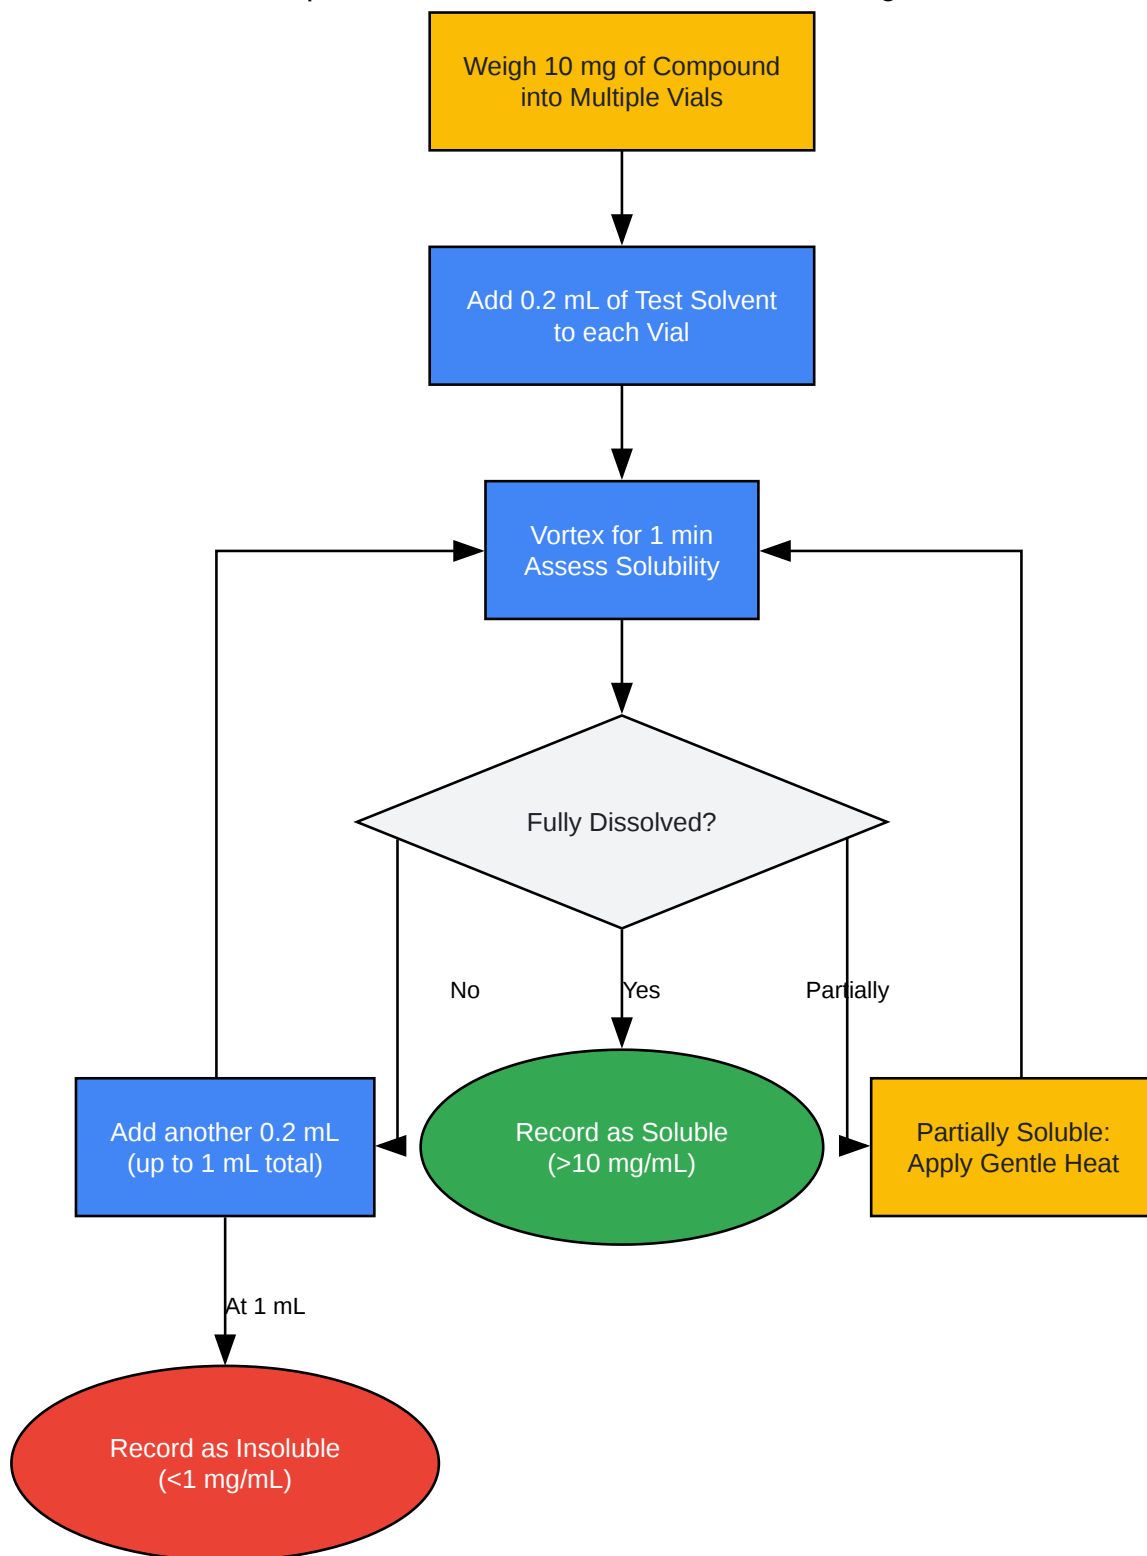 Weigh 10 mg of Compound
into Multiple Vials
Add 0.2 mL of Test Solvent
to each Vial
Vortex for 1 min
Assess Solubility
Fully Dissolved?
No
Yes
Partially
Add another 0.2 mL
(up to 1 mL total)
Record as Soluble
(>10 mg/mL)
Partially Soluble:
Apply Gentle Heat
At 1 mL
Record as Insoluble
(<1 mg/mL)